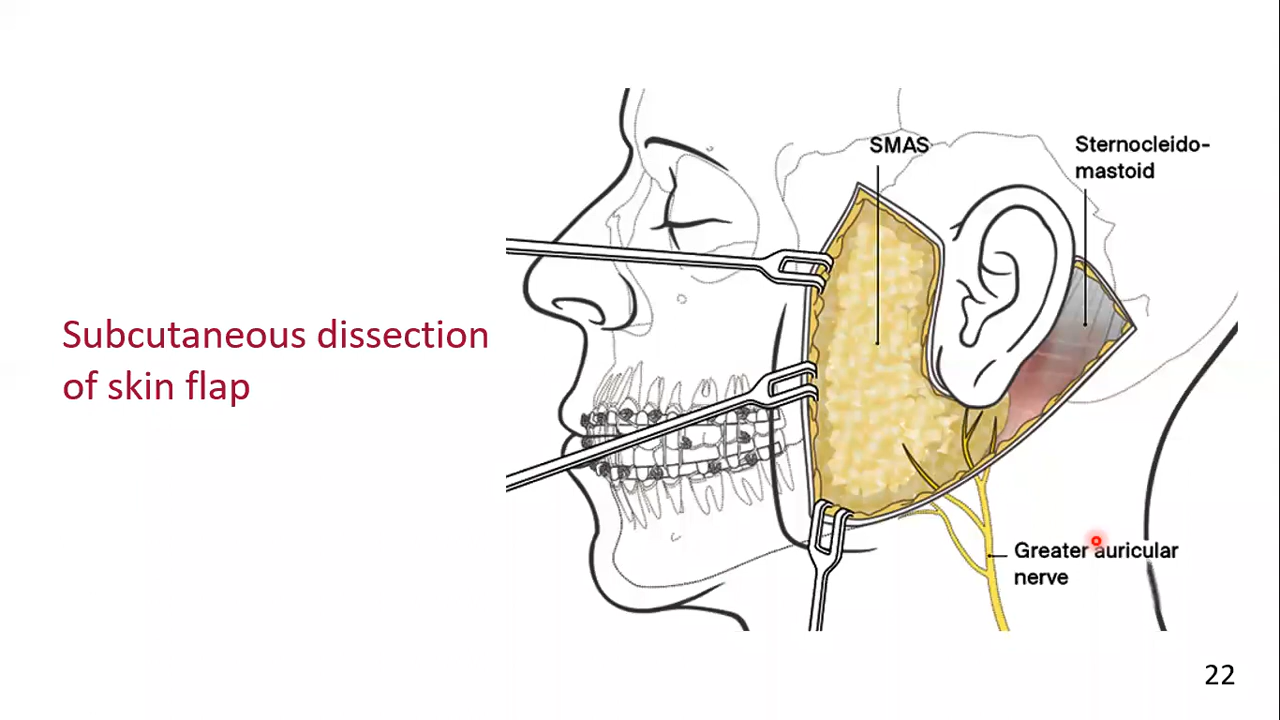 Subcutaneous dissection
of skin flap
SMAS
Sternocleido-
mastoid
Greater auricular
nerve
22